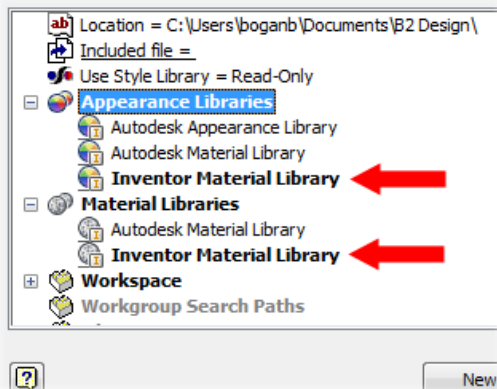 Location = C:\Users\boganb\Documents\B2 Design\
Included file =
Use Style Library = Read-Only
Appearance Libraries
Autodesk Appearance Library
Autodesk Material Library
Inventor Material Library
Material Libraries
Autodesk Material Library
Inventor Material Library
Workspace
Workgroup Search Paths
New